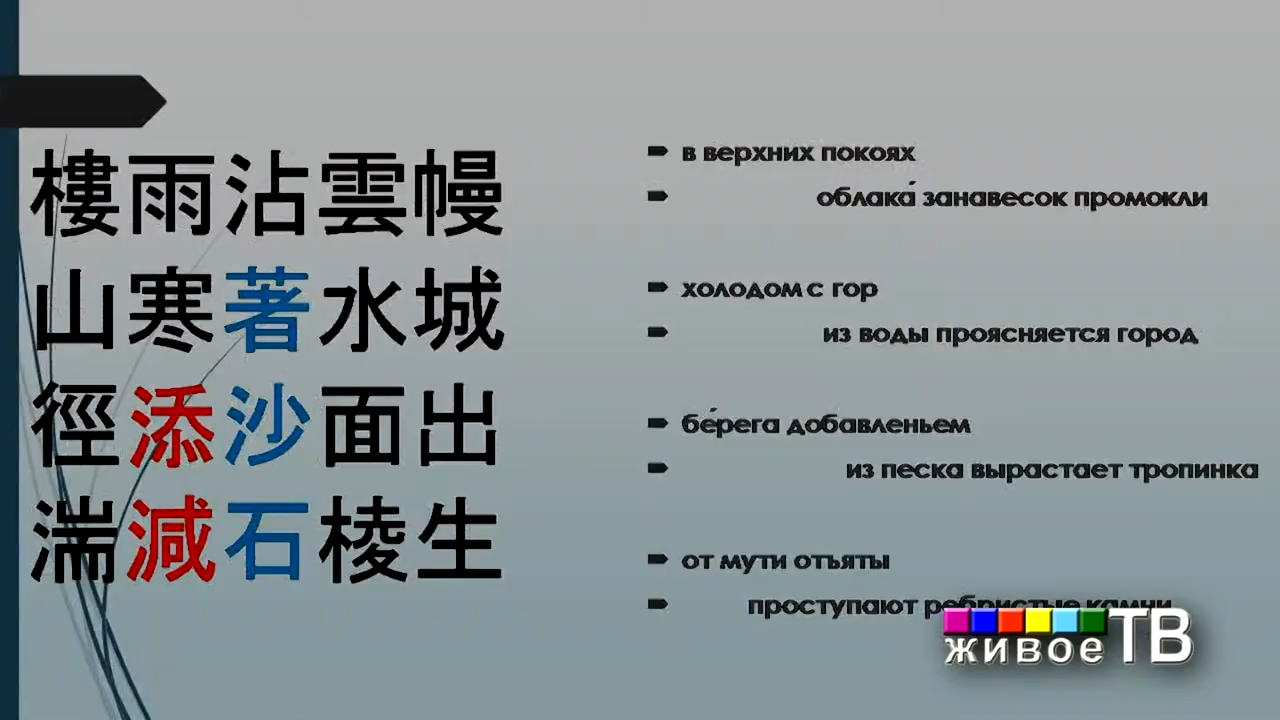 樓雨沾雲幔
山寒著水城
徑添沙面出
湍減石棱生
в верхних покоях
облака́ занавесок промокли
холодом с гор
из воды проясняется город
бе́рега добавленьем
из песка вырастает тропинка
от мути отъяты
проступают ребристые камни
живое ТВ